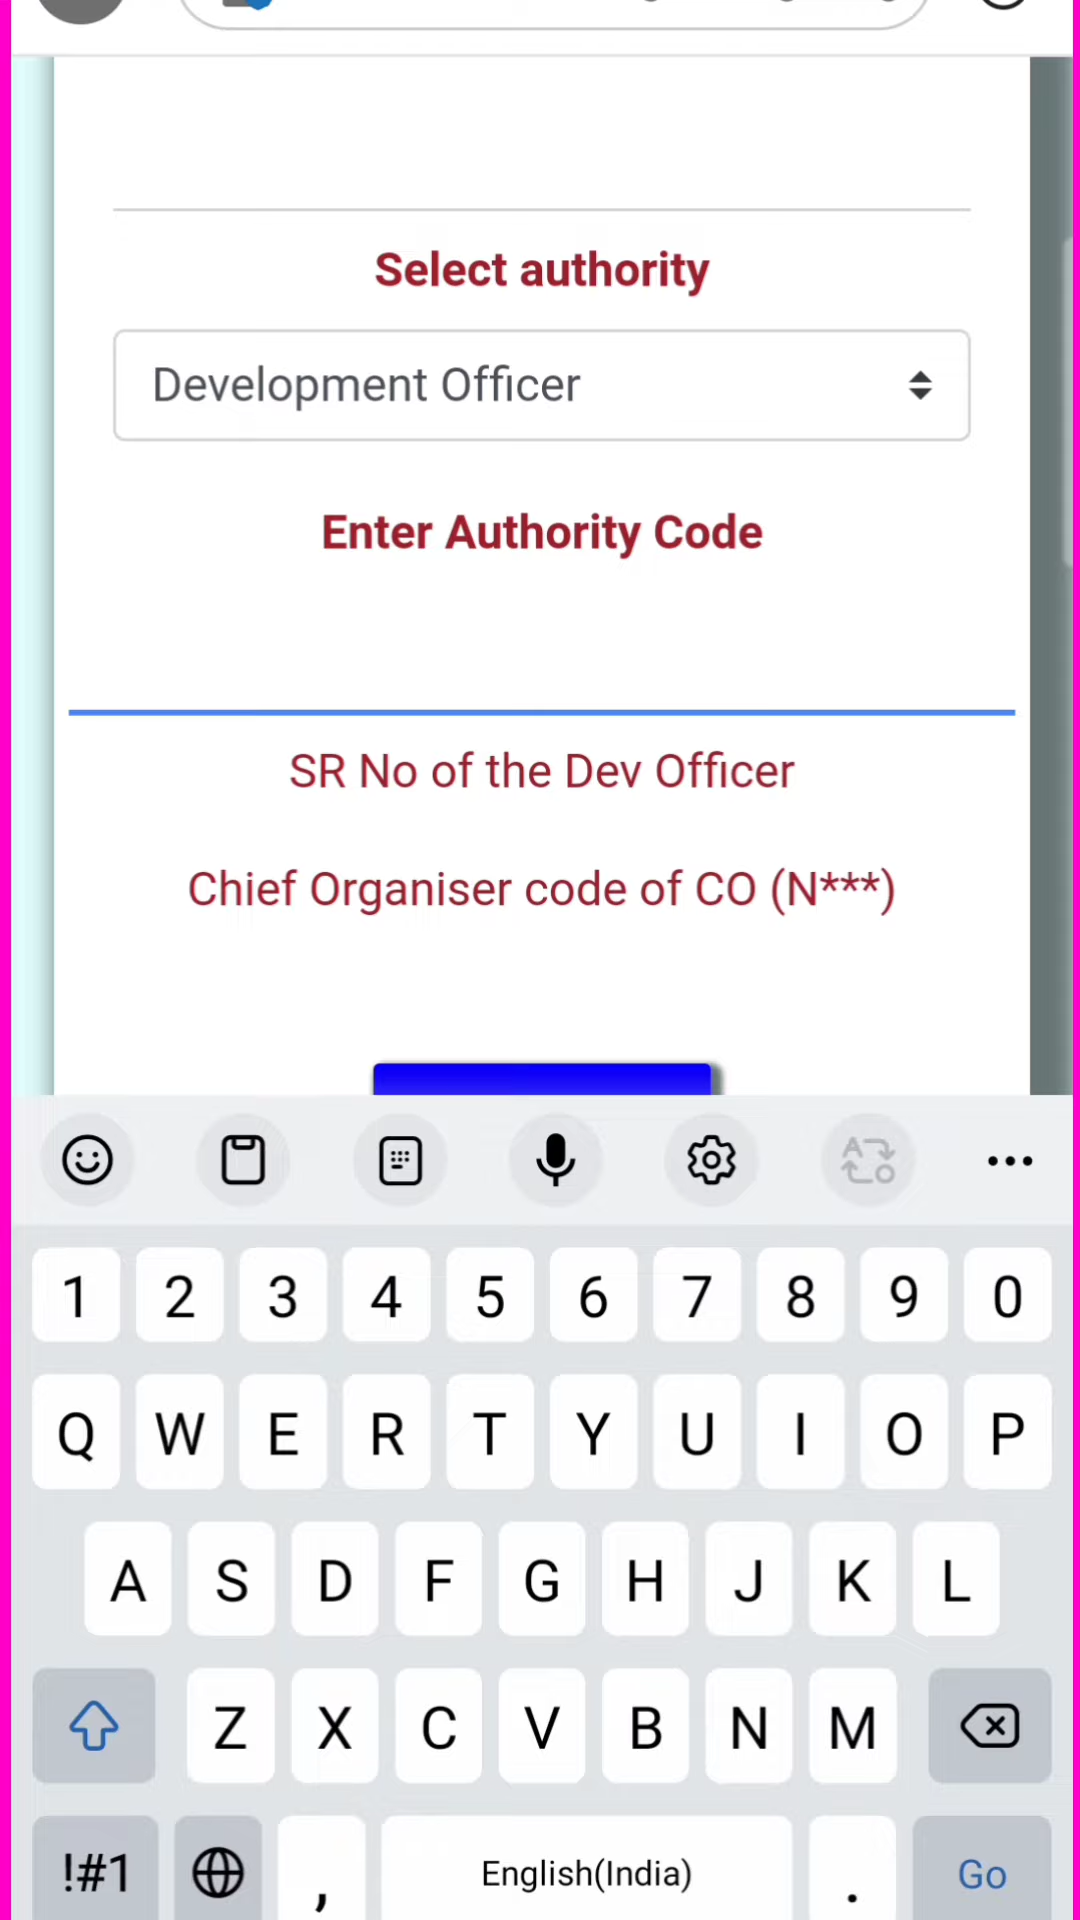 Select authority
Development Officer
Enter Authority Code
SR No of the Dev Officer
Chief Organiser code of CO (N***)
1 2 3 4 5 6 7 8 9 0
Q W E R T Y U I O P
A S D F G H J K L
Z X C V B N M
!#1 , English(India) . Go